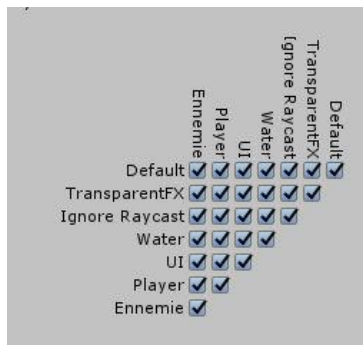 Ennemie
Player
UI
Water
Ignore Raycast
TransparentFX
Default
Default
TransparentFX
Ignore Raycast
Water
UI
Player
Ennemie